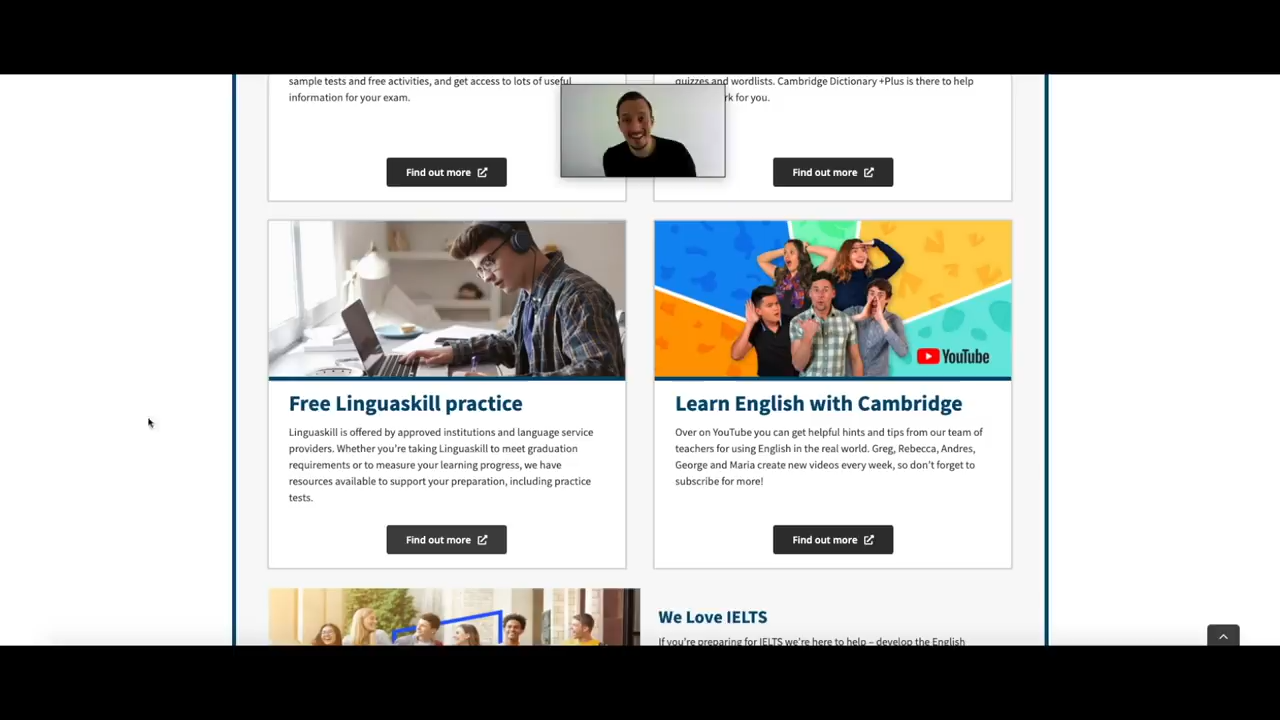 sample tests and free activities, and get access to lots of useful
information for your exam.
Find out more
quizzes and wordlists. Cambridge Dictionary +Plus is there to help
for you.
Find out more
Free Linguaskill practice
Linguaskill is offered by approved institutions and language service
providers. Whether you're taking Linguaskill to meet graduation
requirements or to measure your learning progress, we have
resources available to support your preparation, including practice
tests.
Find out more
YouTube
Learn English with Cambridge
Over on YouTube you can get helpful hints and tips from our team of
teachers for using English in the real world. Greg, Rebecca, Andres,
George and Maria create new videos every week, so don't forget to
subscribe for more!
Find out more
We Love IELTS
If you're preparing for IELTS we're here to help – develop the English